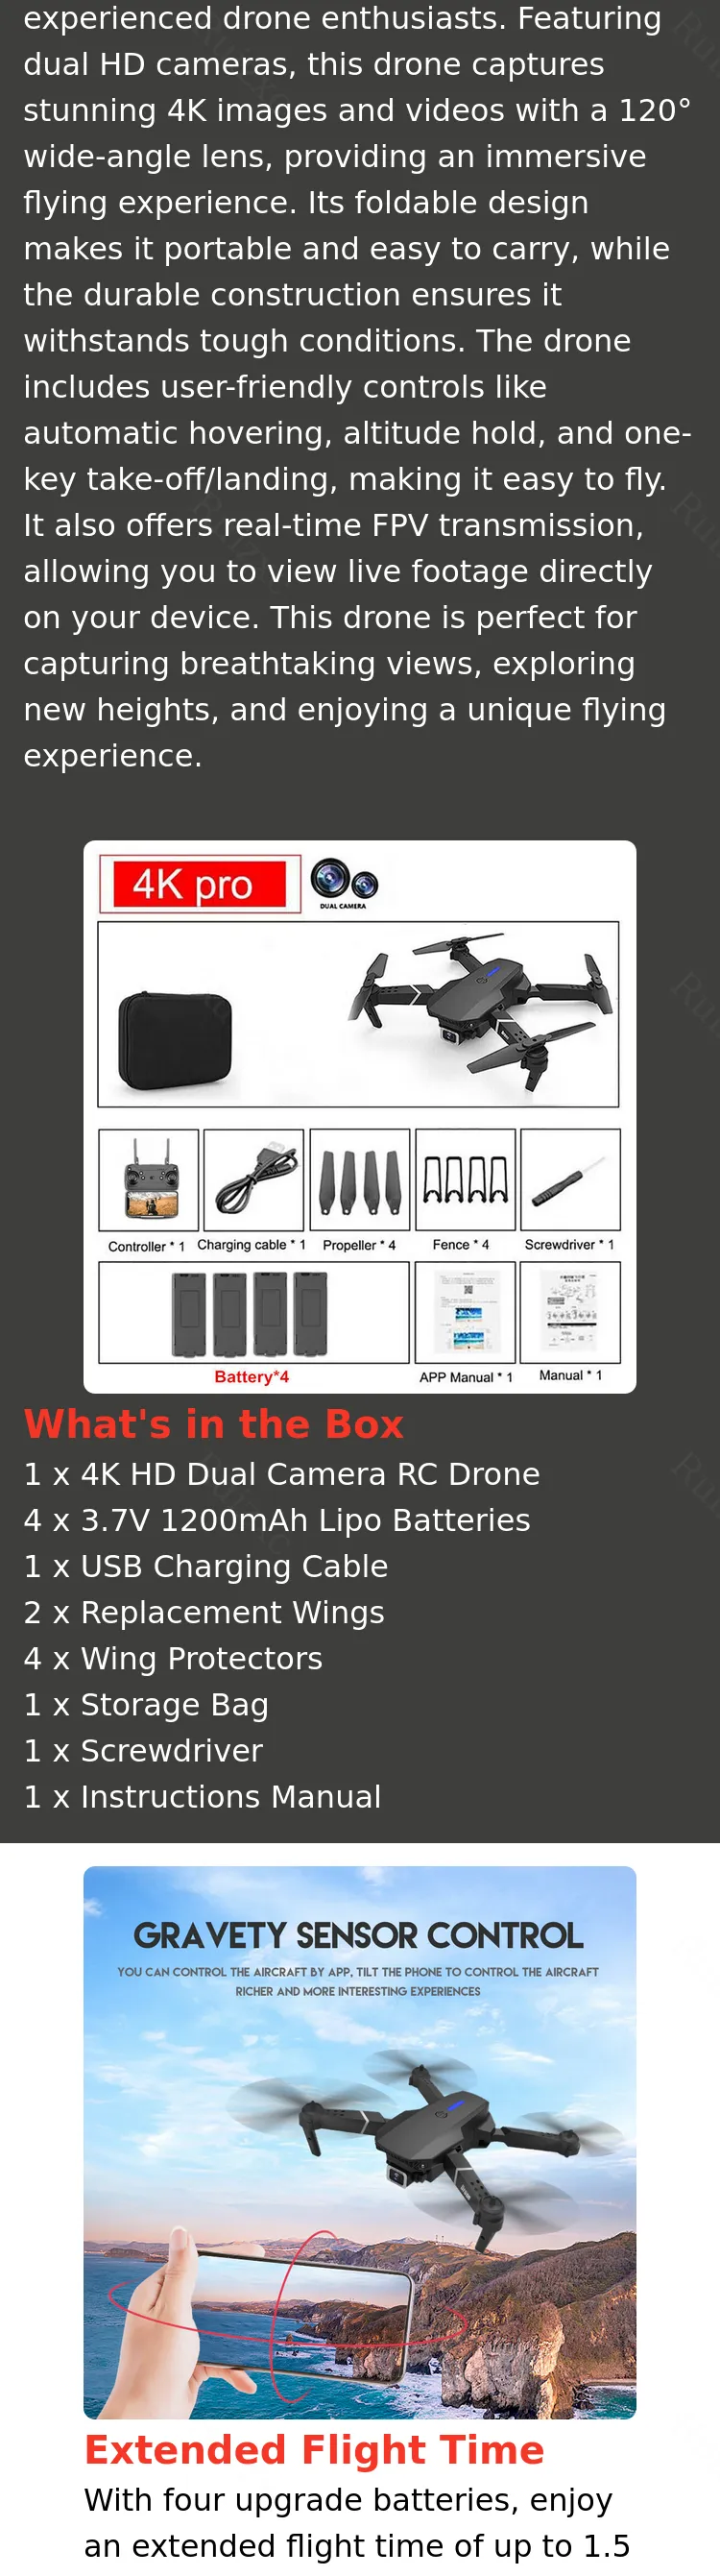 experienced drone enthusiasts. Featuring
dual HD cameras, this drone captures
stunning 4K images and videos with a 120°
wide-angle lens, providing an immersive
flying experience. Its foldable design
makes it portable and easy to carry, while
the durable construction ensures it
withstands tough conditions. The drone
includes user-friendly controls like
automatic hovering, altitude hold, and one-
key take-off/landing, making it easy to fly.
It also offers real-time FPV transmission,
allowing you to view live footage directly
on your device. This drone is perfect for
capturing breathtaking views, exploring
new heights, and enjoying a unique flying
experience.
4K pro
DUAL CAMERA
Controller * 1
Charging cable * 1
Propeller * 4
Fence * 4
Screwdriver * 1
Battery*4
APP Manual * 1
Manual * 1
What's in the Box
1 x 4K HD Dual Camera RC Drone
4 x 3.7V 1200mAh Lipo Batteries
1 x USB Charging Cable
2 x Replacement Wings
4 x Wing Protectors
1 x Storage Bag
1 x Screwdriver
1 x Instructions Manual
GRAVETY SENSOR CONTROL
YOU CAN CONTROL THE AIRCRAFT BY APP, TILT THE PHONE TO CONTROL THE AIRCRAFT
RICHER AND MORE INTERESTING EXPERIENCES
Extended Flight Time
With four upgrade batteries, enjoy
an extended flight time of up to 1.5